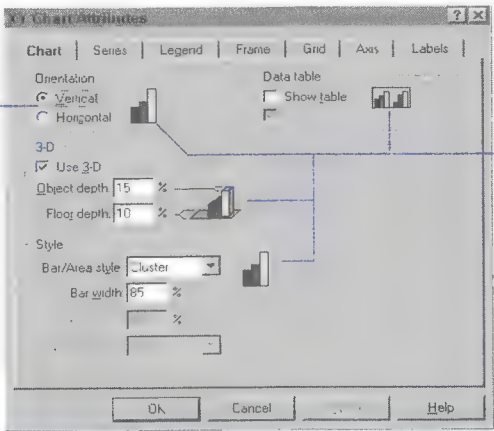 Chart Attributes
Chart Series Legend Frame Grid Axis Labels
Orientation
Vertical
Horizontal
Data table
Show table
3-D
Use 3-D
Object depth: 15 %
Floor depth: 10 %
Style
Bar/Area style Cluster
Bar width: 85 %
%
OK Cancel Help